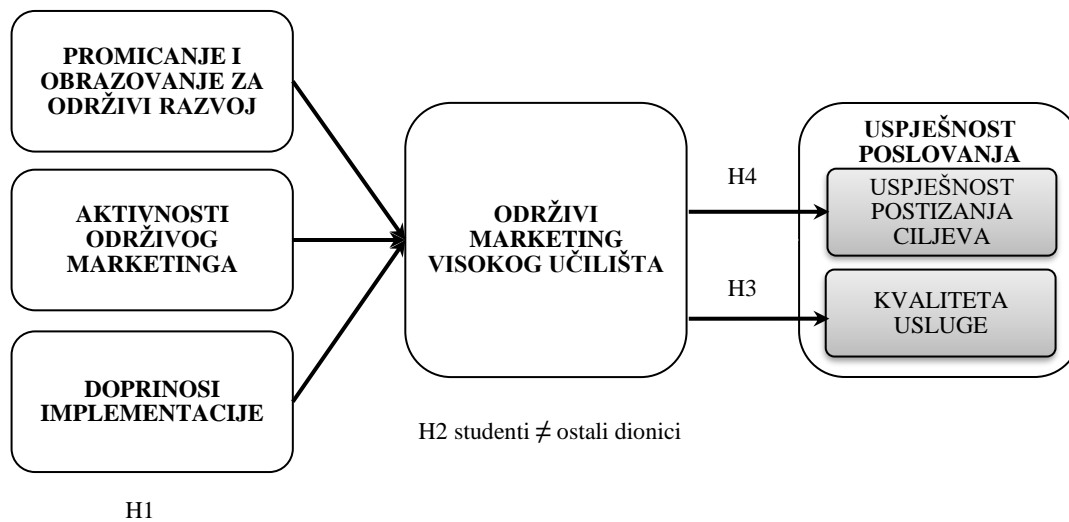 PROMICANJE I
OBRAZOVANJE ZA
ODRŽIVI RAZVOJ
AKTIVNOSTI
ODRŽIVOG
MARKETINGA
DOPRINOSI
IMPLEMENTACIJE
H1
ODRŽIVI
MARKETING
VISOKOG UČILIŠTA
H2 studenti ≠ ostali dionici
H4
H3
USPJEŠNOST
POSLOVANJA
USPJEŠNOST
POSTIZANJA
CILJEVA
KVALITETA
USLUGE